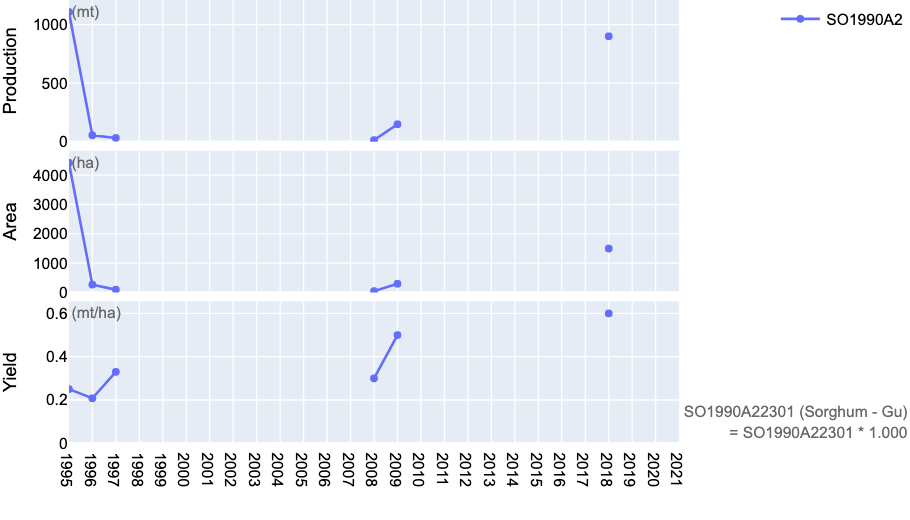 (mt)
1000
500
0
Production
SO1990A2
(ha)
4000
3000
2000
1000
0
Area
(mt/ha)
0.6
0.4
0.2
0
Yield
SO1990A22301 (Sorghum - Gu)
= SO1990A22301 * 1.000
1995 1996 1997 1998 1999 2000 2001 2002 2003 2004 2005 2006 2007 2008 2009 2010 2011 2012 2013 2014 2015 2016 2017 2018 2019 2020 2021